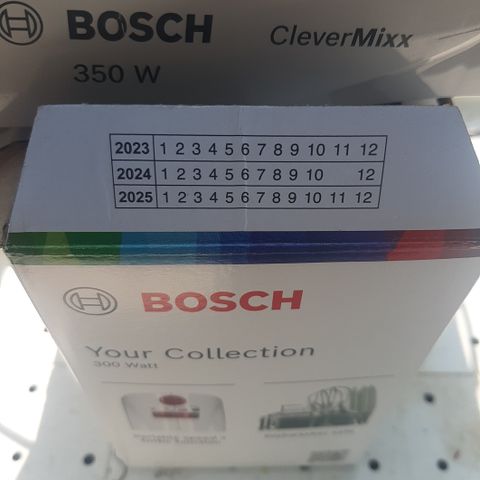 BOSCH
CleverMixx
350 W
2023 1 2 3 4 5 6 7 8 9 10 11 12
2024 1 2 3 4 5 6 7 8 9 10 12
2025 1 2 3 4 5 6 7 8 9 10 11 12
BOSCH
Your Collection
300 Watt